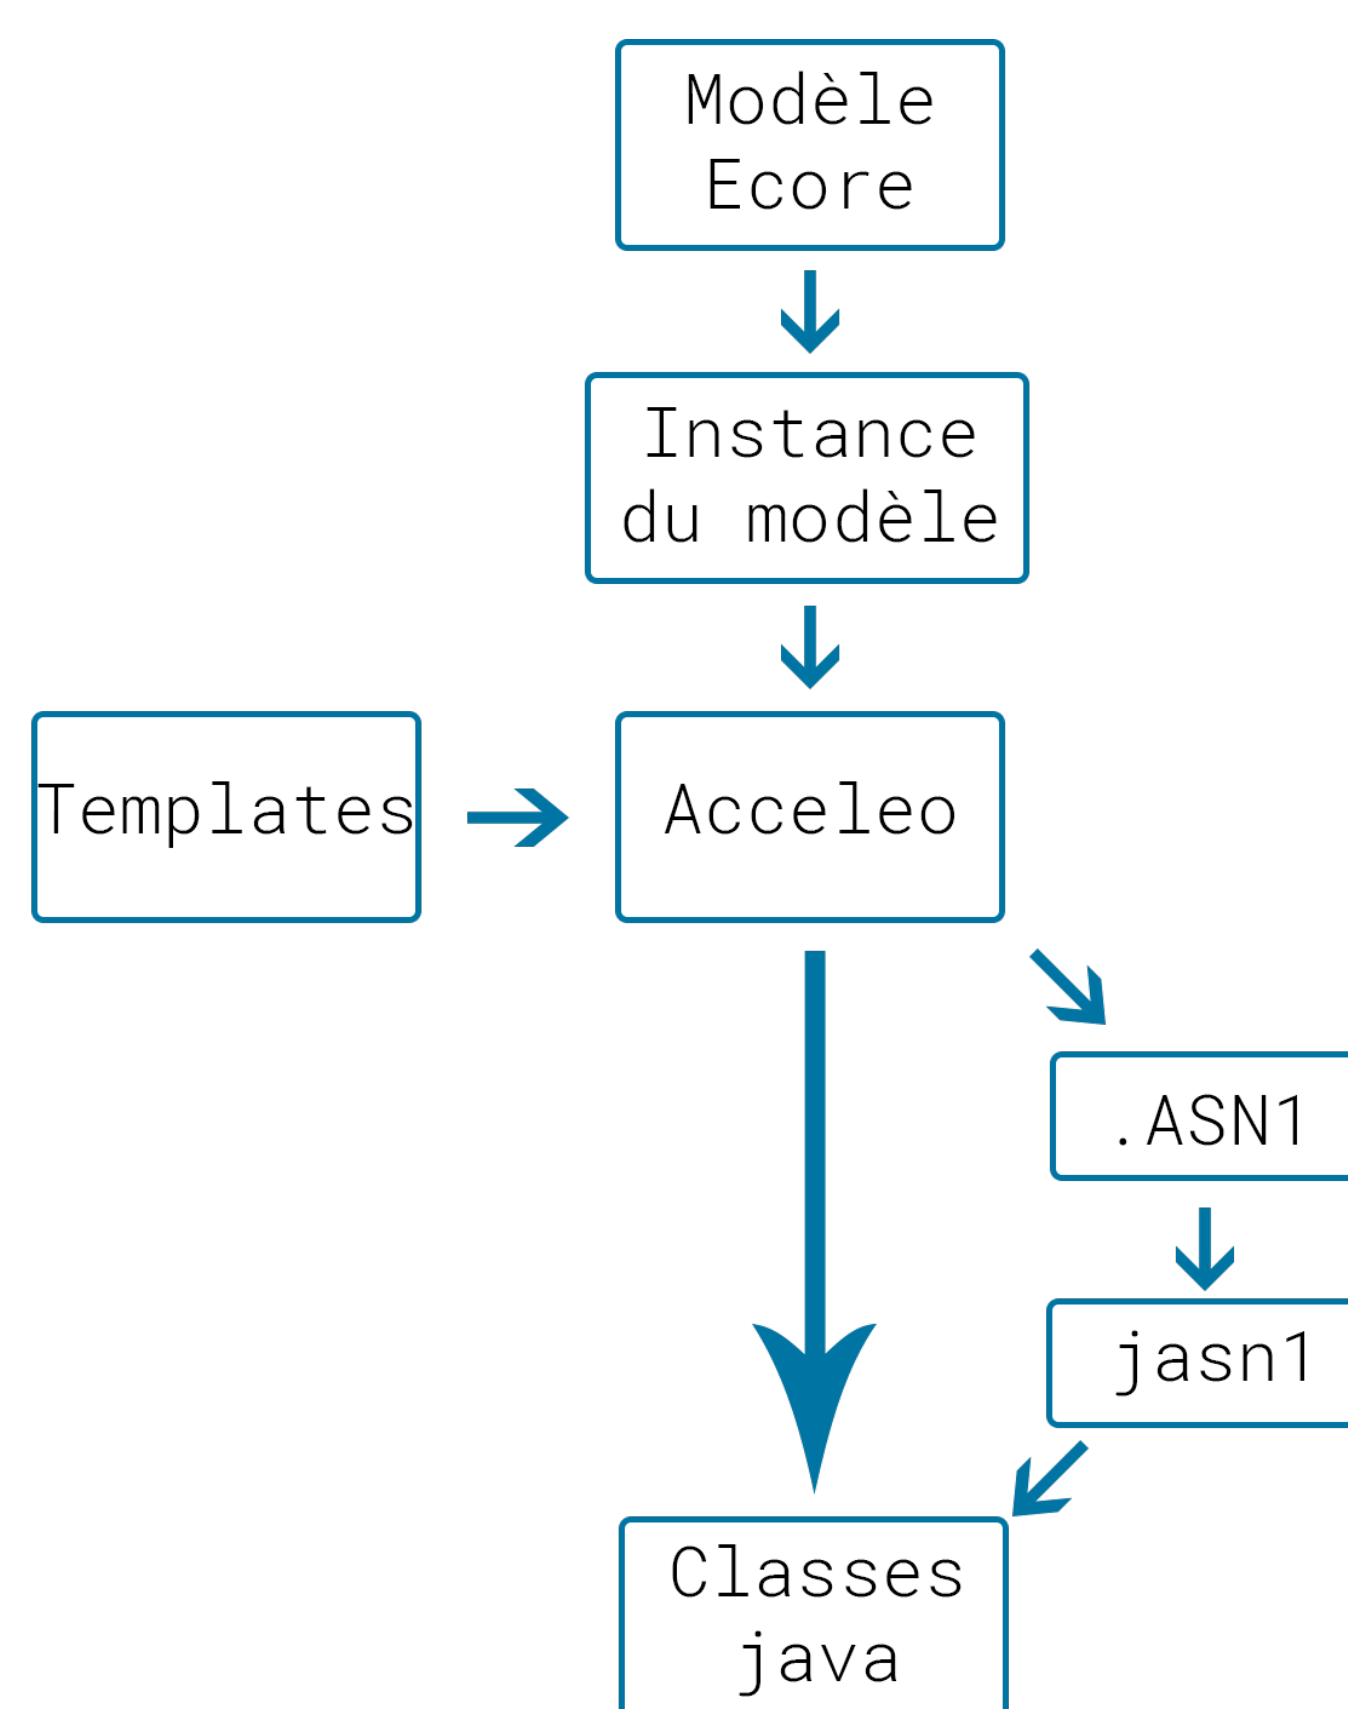 Modèle
Ecore
Instance
du modèle
Templates
Acceleo
.ASN1
jasn1
Classes
java